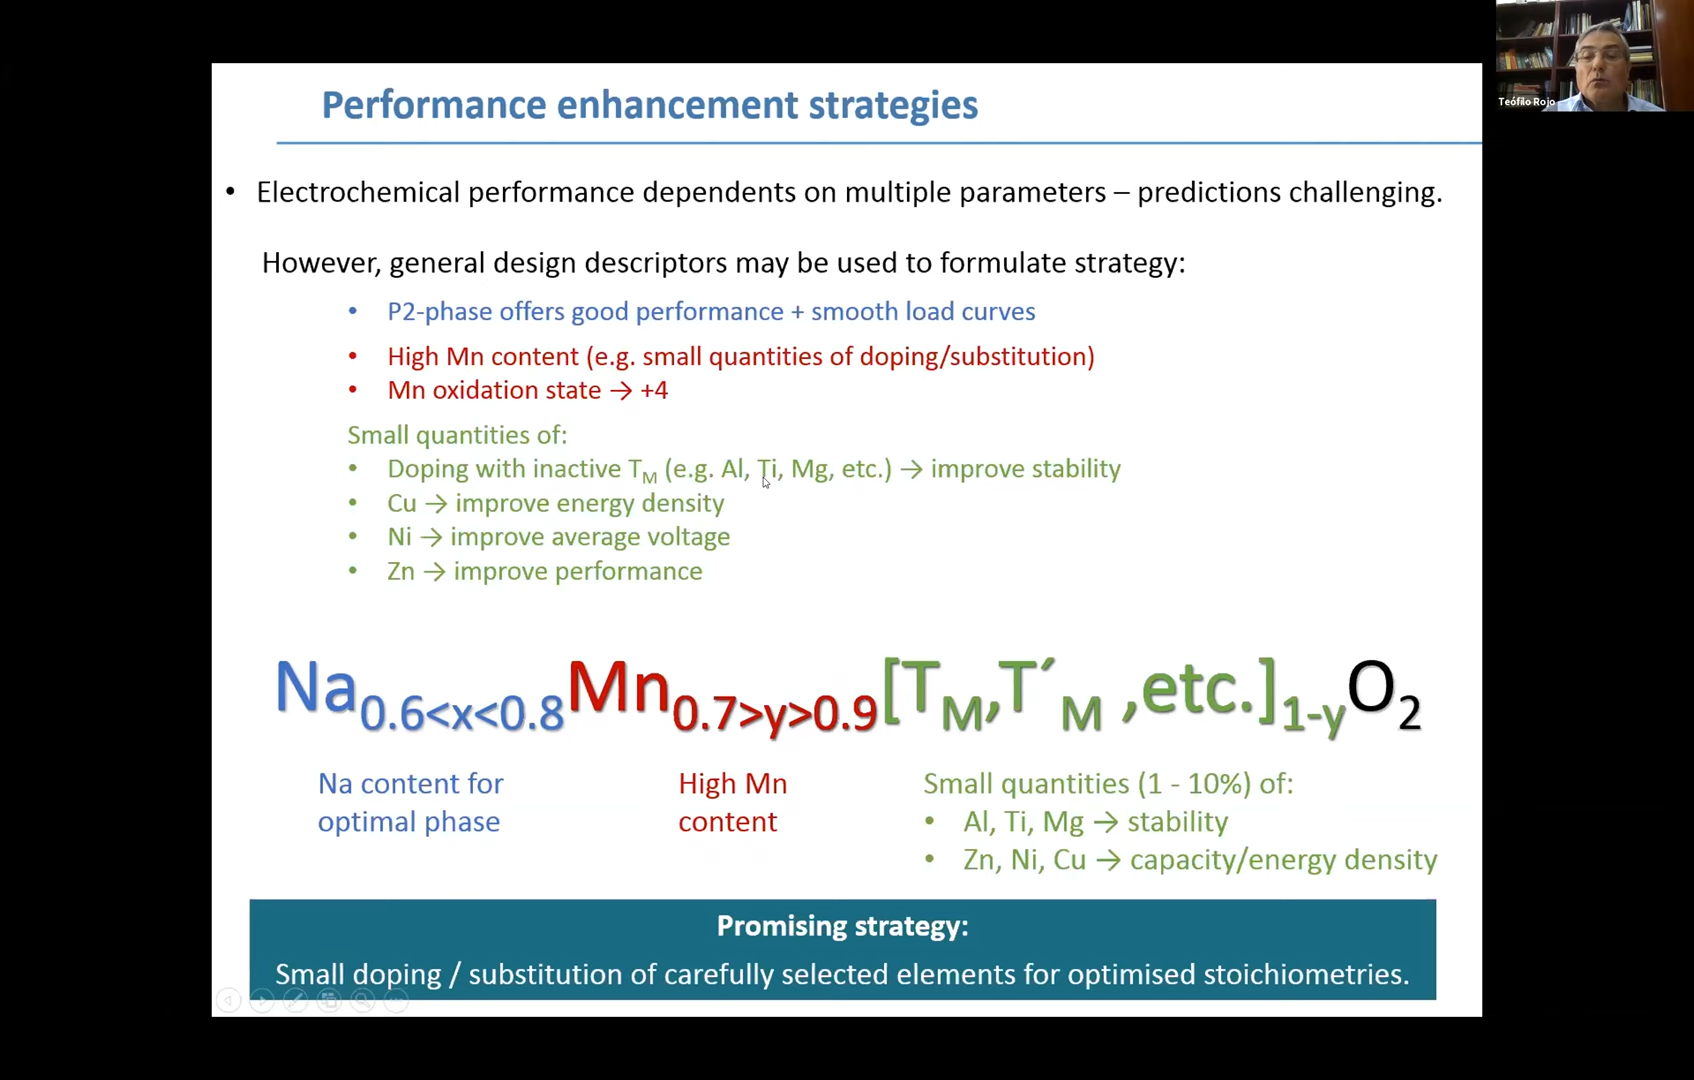 Teófilo Rojo
Performance enhancement strategies
• Electrochemical performance dependents on multiple parameters – predictions challenging.
However, general design descriptors may be used to formulate strategy:
• P2-phase offers good performance + smooth load curves
• High Mn content (e.g. small quantities of doping/substitution)
• Mn oxidation state → +4
Small quantities of:
• Doping with inactive TM (e.g. Al, Ti, Mg, etc.) → improve stability
• Cu → improve energy density
• Ni → improve average voltage
• Zn → improve performance
Na0.6<x<0.8Mn0.7>y>0.9[TM,T´M ,etc.]1-yO2
Na content for
optimal phase
High Mn
content
Small quantities (1 - 10%) of:
• Al, Ti, Mg → stability
• Zn, Ni, Cu → capacity/energy density
Promising strategy:
Small doping / substitution of carefully selected elements for optimised stoichiometries.